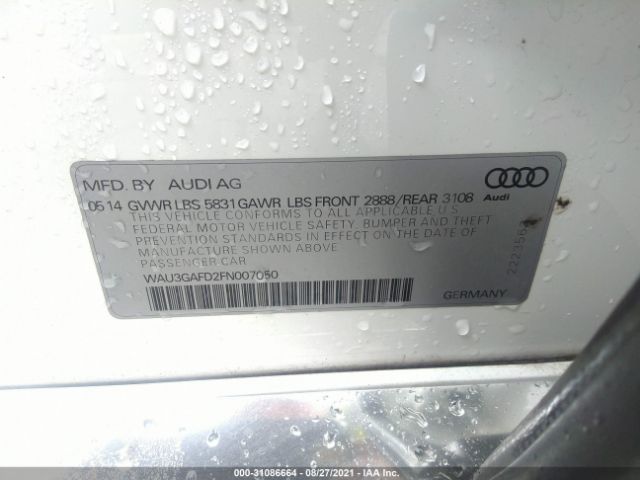 MFD. BY AUDI AG
0514 GVWR LBS 5831 GAWR LBS FRONT 2888/REAR 3108
Audi
THIS VEHICLE CONFORMS TO ALL APPLICABLE U.S.
FEDERAL MOTOR VEHICLE SAFETY, BUMPER AND THEFT
PREVENTION STANDARDS IN EFFECT ON THE DATE OF
MANUFACTURE SHOWN ABOVE
PASSENGER CAR
WAU3GAFD2FN007050
GERMANY
000-31086664 - 08/27/2021 - IAA Inc.